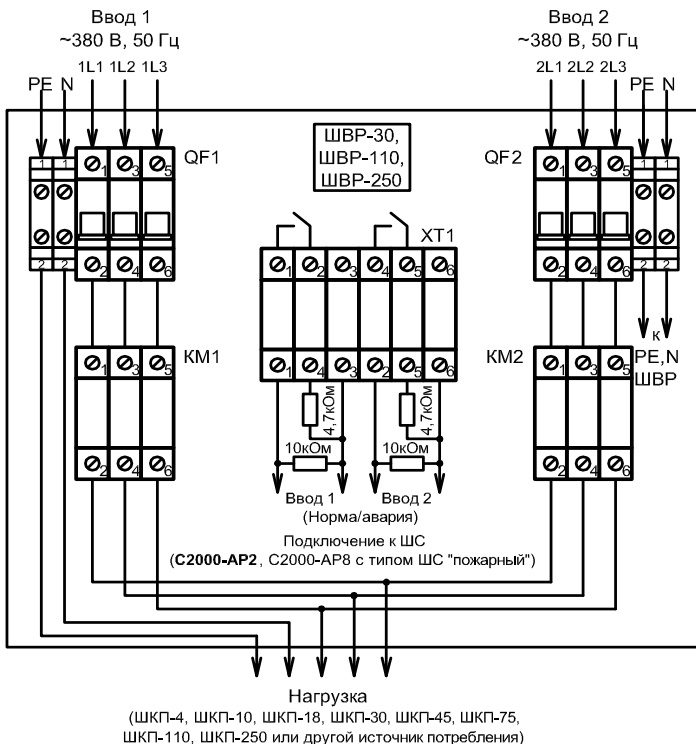 Ввод 1
~380 В, 50 Гц
PE N 1L1 1L2 1L3
Ввод 2
~380 В, 50 Гц
2L1 2L2 2L3 PE N
ШВР-30,
ШВР-110,
ШВР-250
QF1
1 1 1 3 5
2 2 2 4 6
QF2
1 3 5 1 1
2 4 6 2 2
XT1
1 2 3 4 5 6
1 4 3 2 5 6
KM1
1 3 5
2 4 6
KM2
1 3 5
2 4 6
к
PE,N
ШВР
4,7кОм
4,7кОм
10кОм
10кОм
Ввод 1
(Норма/авария)
Ввод 2
Подключение к ШС
(С2000-АР2, С2000-АР8 с типом ШС "пожарный")
Нагрузка
(ШКП-4, ШКП-10, ШКП-18, ШКП-30, ШКП-45, ШКП-75,
ШКП-110, ШКП-250 или другой источник потребления)